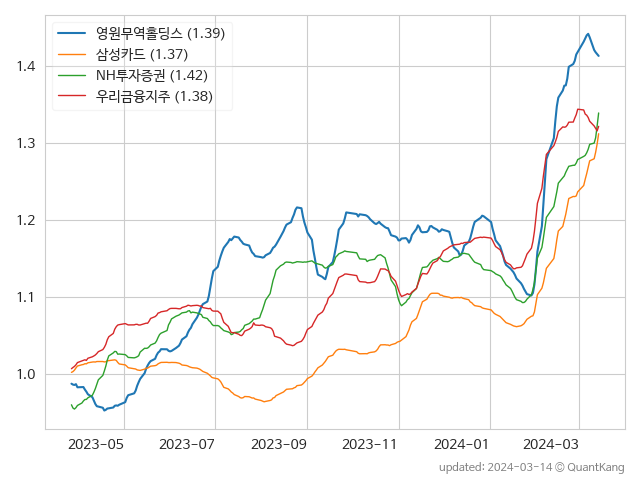 영원무역홀딩스 (1.39)
삼성카드 (1.37)
NH투자증권 (1.42)
우리금융지주 (1.38)
1.4
1.3
1.2
1.1
1.0
2023-05 2023-07 2023-09 2023-11 2024-01 2024-03
updated: 2024-03-14 © QuantKang